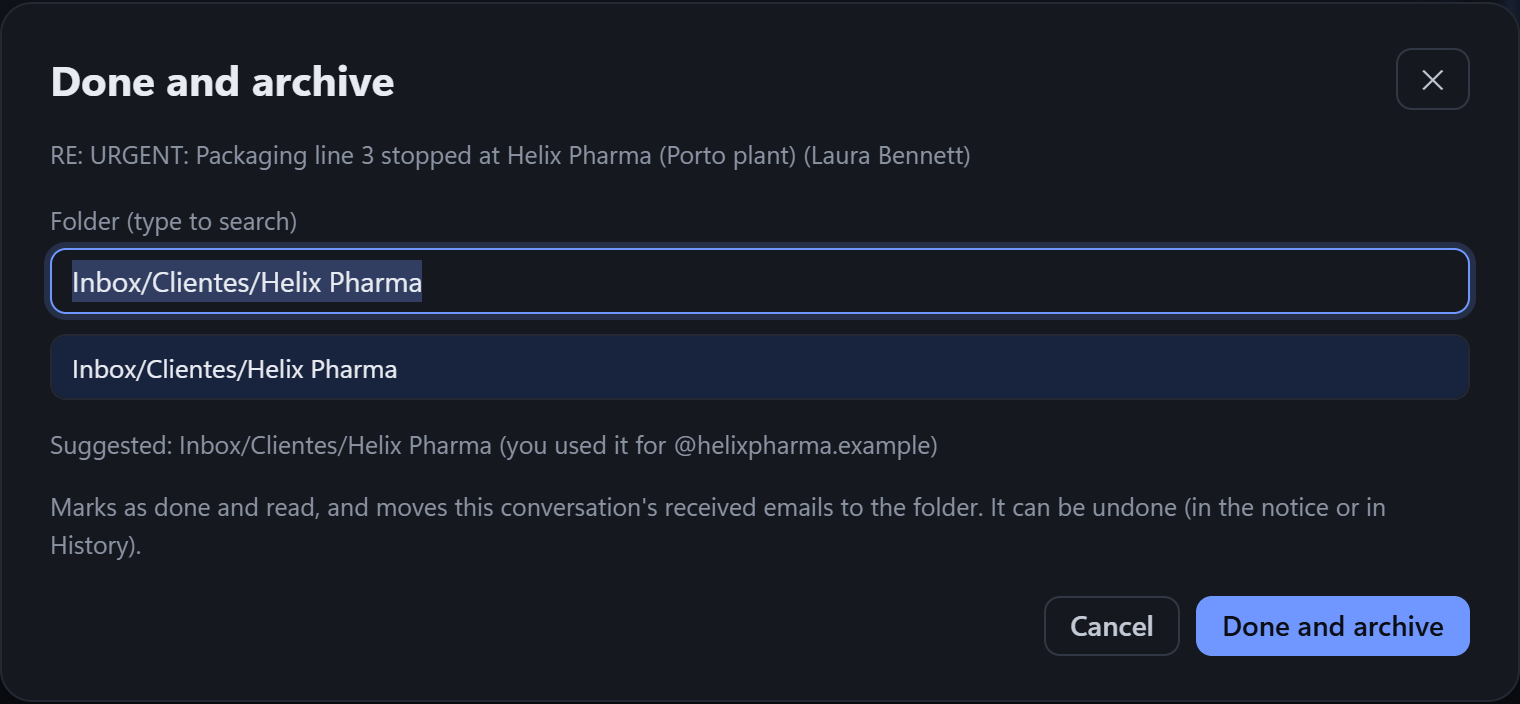 Done and archive
RE: URGENT: Packaging line 3 stopped at Helix Pharma (Porto plant) (Laura Bennett)
Folder (type to search)
Inbox/Clientes/Helix Pharma
Inbox/Clientes/Helix Pharma
Suggested: Inbox/Clientes/Helix Pharma (you used it for @helixpharma.example)
Marks as done and read, and moves this conversation's received emails to the folder. It can be undone (in the notice or in
History).
Cancel
Done and archive